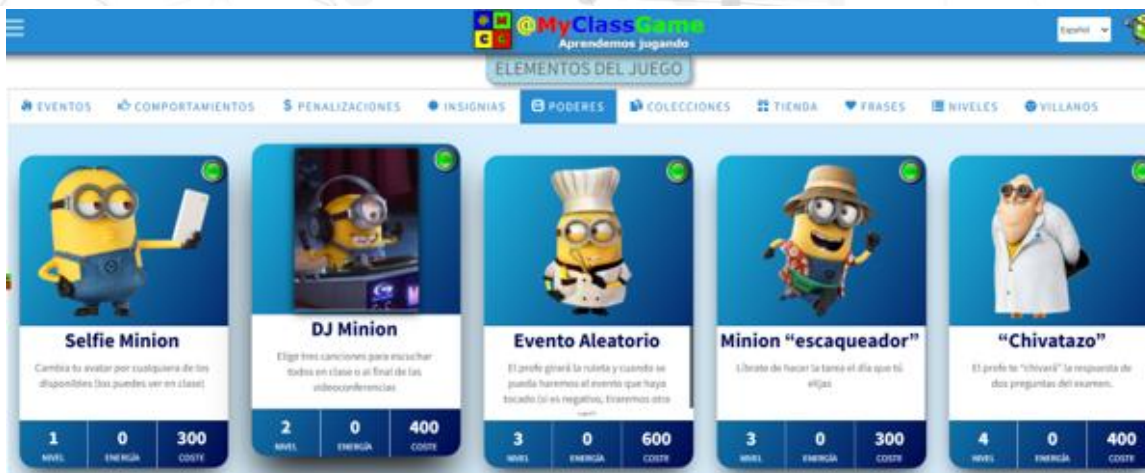 @MyClassGame
Aprendemos jugando
Español
ELEMENTOS DEL JUEGO
EVENTOS
COMPORTAMIENTOS
PENALIZACIONES
INSIGNIAS
PODERES
COLECCIONES
TIENDA
FRASES
NIVELES
VILLANOS
Selfie Minion
Cambia tu avatar por cualquiera de los
disponibles (los puedes ver en clase)
1 0 300
NIVEL ENERGÍA COSTE
DJ Minion
Elige tres canciones para escuchar
todos en clase o al final de las
videoconferencias
2 0 400
NIVEL ENERGÍA COSTE
Evento Aleatorio
El profe girará la ruleta y cuando se
pueda haremos el evento que haya
tocado (si es negativo, tiraremos otra
3 0 600
NIVEL ENERGÍA COSTE
Minion “escaqueador”
Líbrate de hacer la tarea el día que tú
elijas
3 0 300
NIVEL ENERGÍA COSTE
“Chivatazo”
El profe te “chivará” la respuesta de
dos preguntas del examen.
4 0 400
NIVEL ENERGÍA COSTE